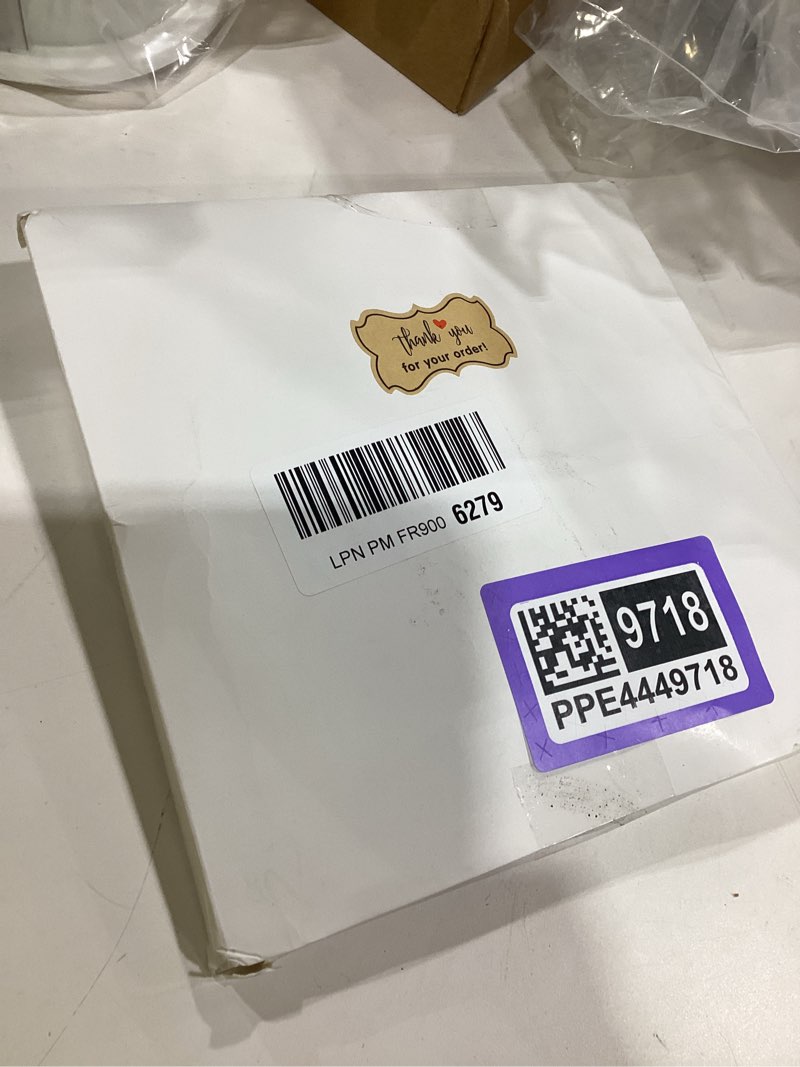 thank you
for your order!
LPN PM FR900 6279
9718
PPE4449718